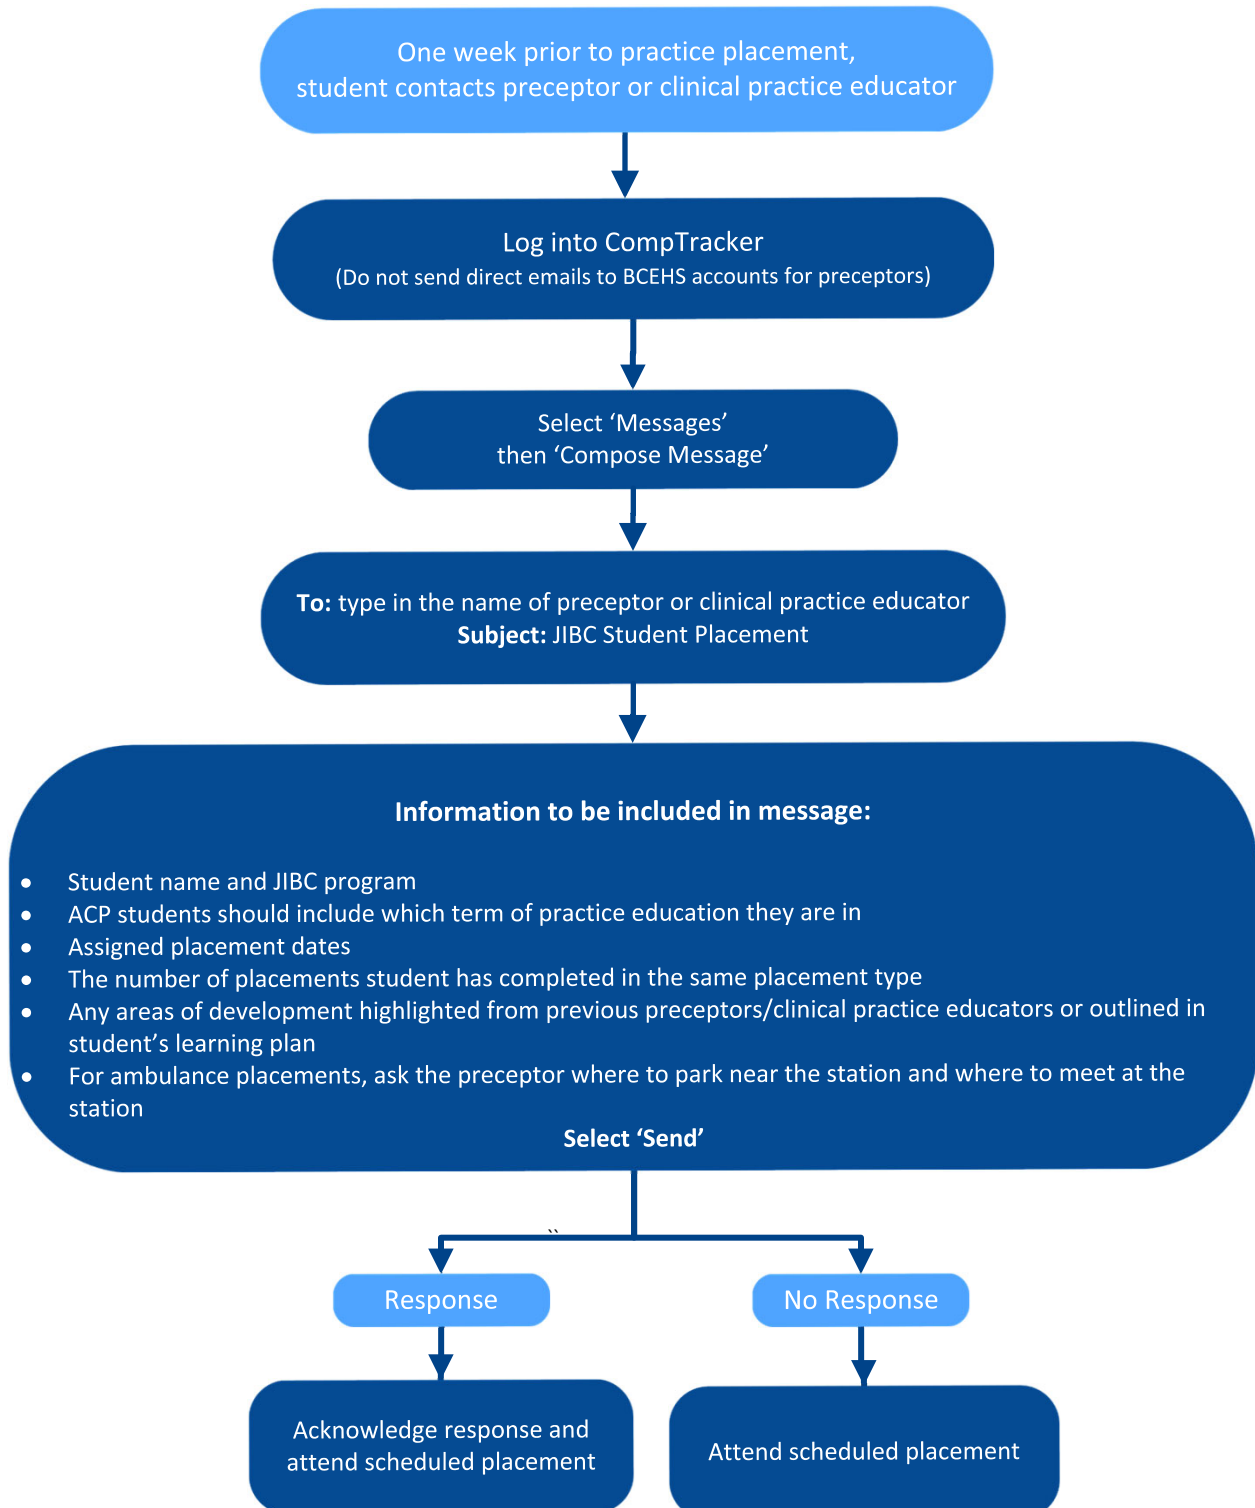 One week prior to practice placement,
student contacts preceptor or clinical practice educator
Log into CompTracker
(Do not send direct emails to BCEHS accounts for preceptors)
Select ‘Messages’
then ‘Compose Message’
To: type in the name of preceptor or clinical practice educator
Subject: JIBC Student Placement
Information to be included in message:
• Student name and JIBC program
• ACP students should include which term of practice education they are in
• Assigned placement dates
• The number of placements student has completed in the same placement type
• Any areas of development highlighted from previous preceptors/clinical practice educators or outlined in
student’s learning plan
• For ambulance placements, ask the preceptor where to park near the station and where to meet at the
station
Select ‘Send’
``
Response
No Response
Acknowledge response and
attend scheduled placement
Attend scheduled placement